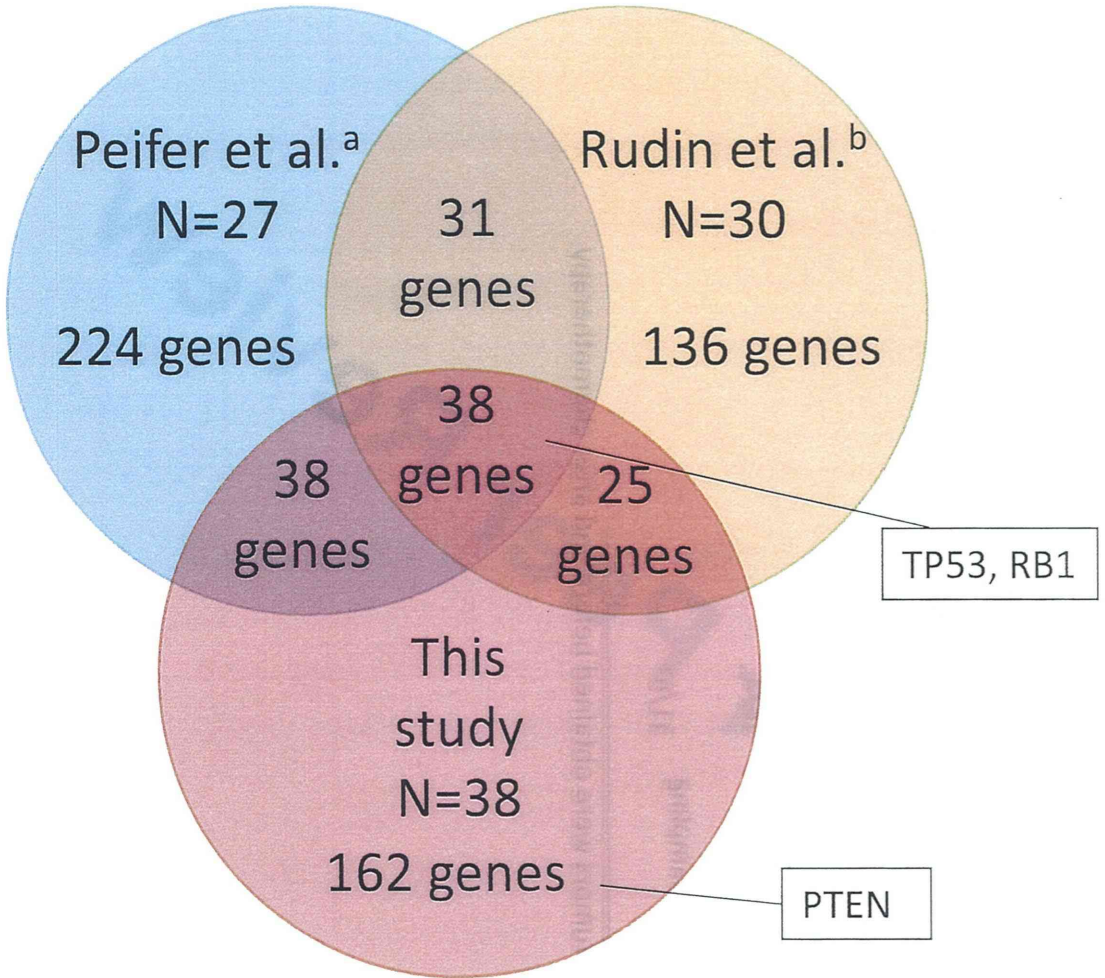 Peifer et al.ᵃ
N=27
224 genes
Rudin et al.ᵇ
N=30
136 genes
31
genes
38
genes
38
genes
25
genes
TP53, RB1
This
study
N=38
162 genes
PTEN